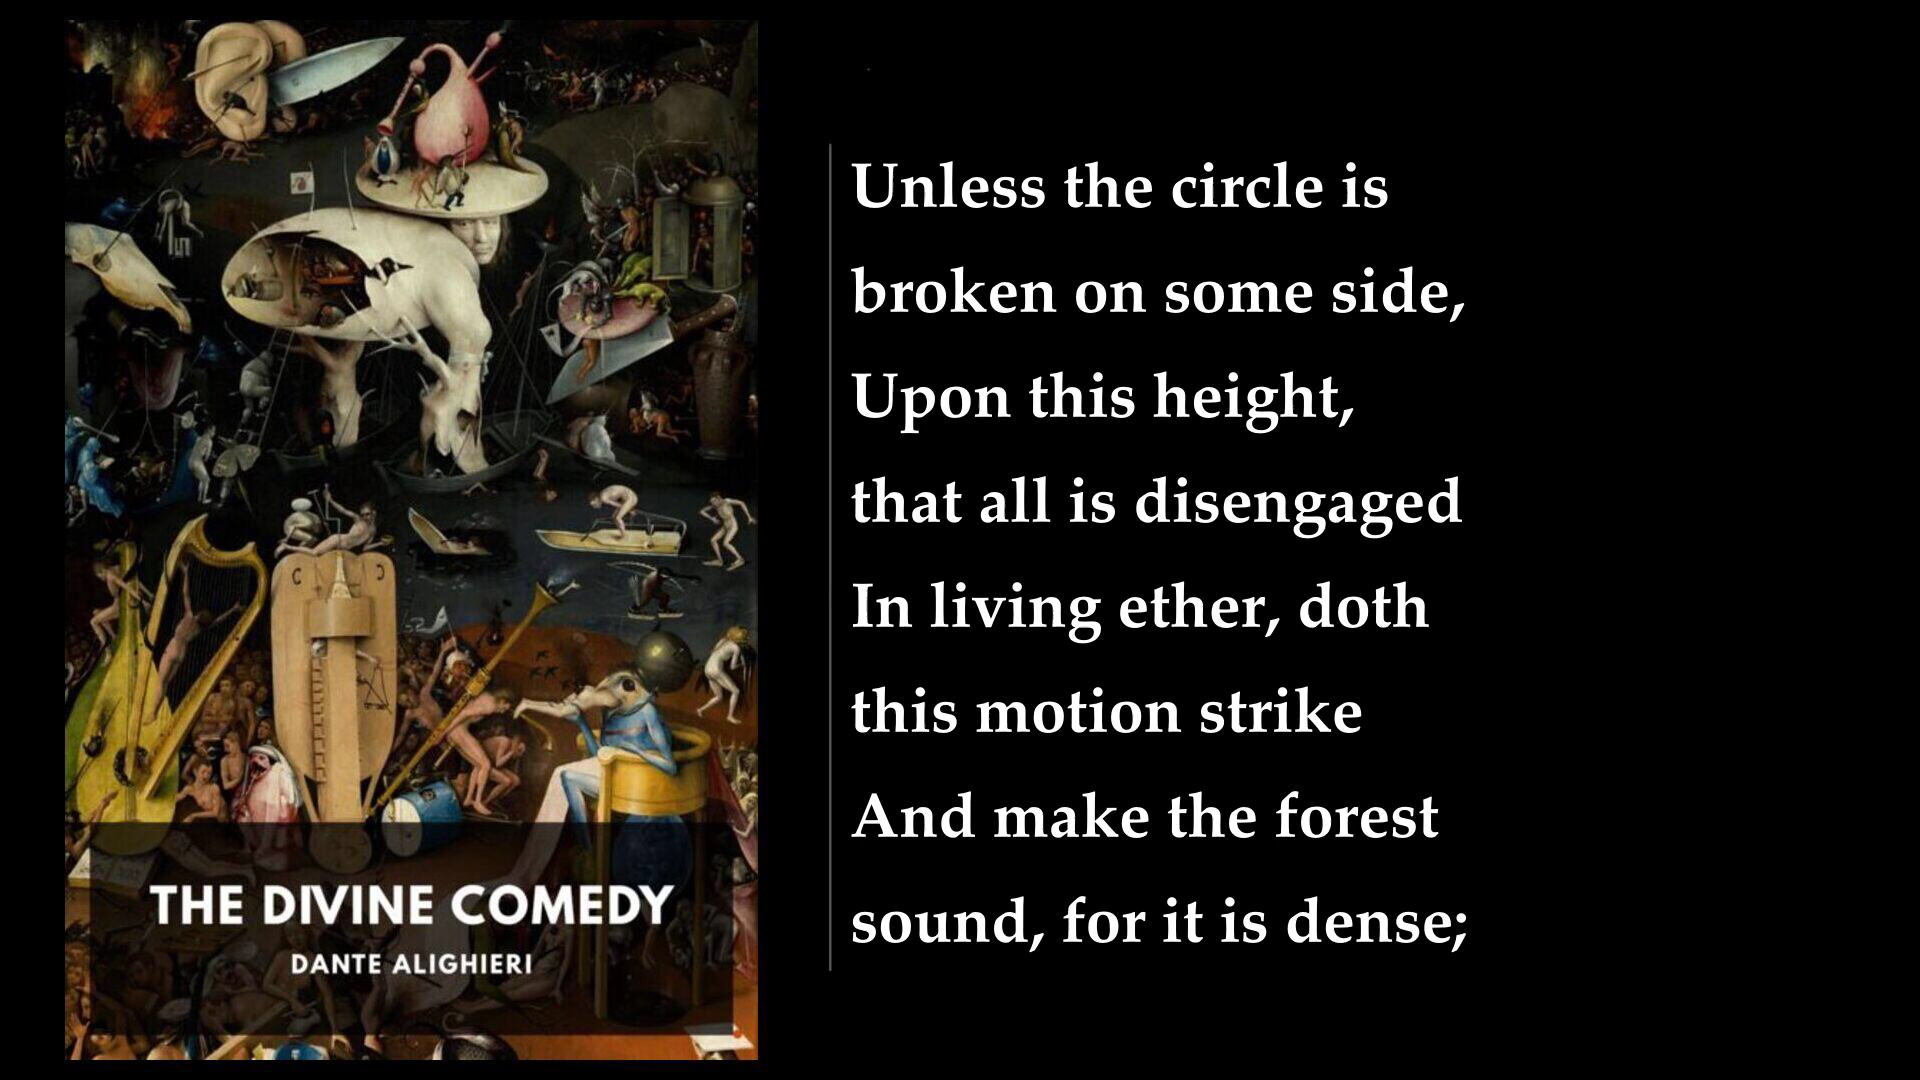 THE DIVINE COMEDY
DANTE ALIGHIERI
Unless the circle is
broken on some side,
Upon this height,
that all is disengaged
In living ether, doth
this motion strike
And make the forest
sound, for it is dense;